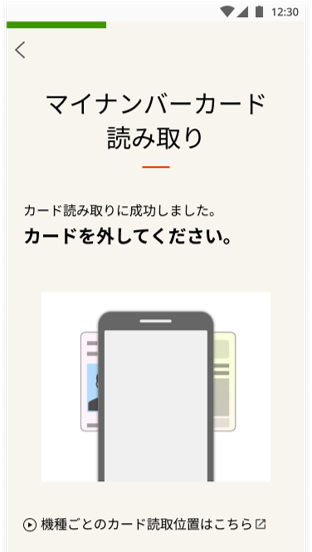 12:30
マイナンバーカード
読み取り
カード読み取りに成功しました。
カードを外してください。
機種ごとのカード読取位置はこちら